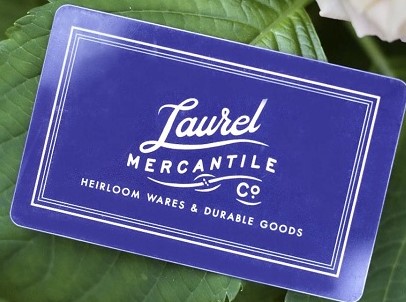 Laurel
MERCANTILE
Co
HEIRLOOM WARES & DURABLE GOODS